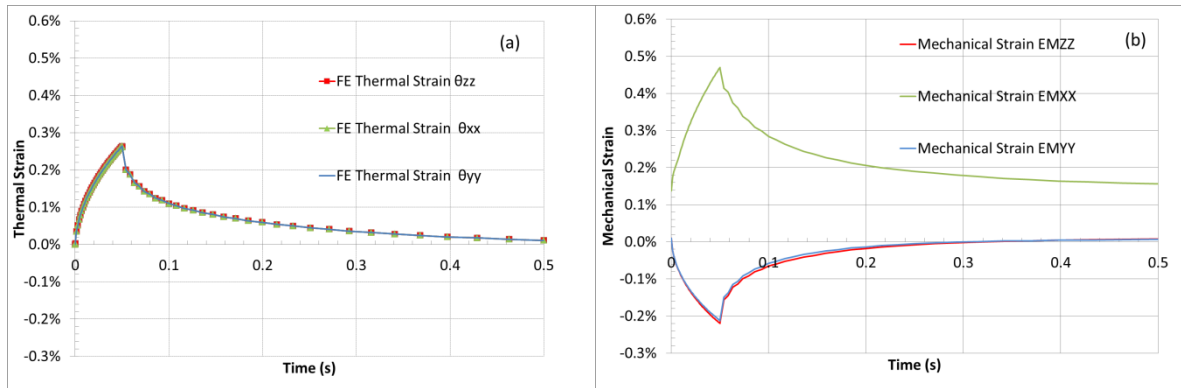 0.6%
0.5%
0.4%
0.3%
0.2%
0.1%
0.0%
-0.1%
-0.2%
-0.3%
Thermal Strain
(a)
FE Thermal Strain θzz
FE Thermal Strain θxx
FE Thermal Strain θyy
0 0.1 0.2 0.3 0.4 0.5
Time (s)
0.6%
0.5%
0.4%
0.3%
0.2%
0.1%
0.0%
-0.1%
-0.2%
-0.3%
Mechanical Strain
(b)
Mechanical Strain EMZZ
Mechanical Strain EMXX
Mechanical Strain EMYY
0 0.1 0.2 0.3 0.4 0.5
Time (s)